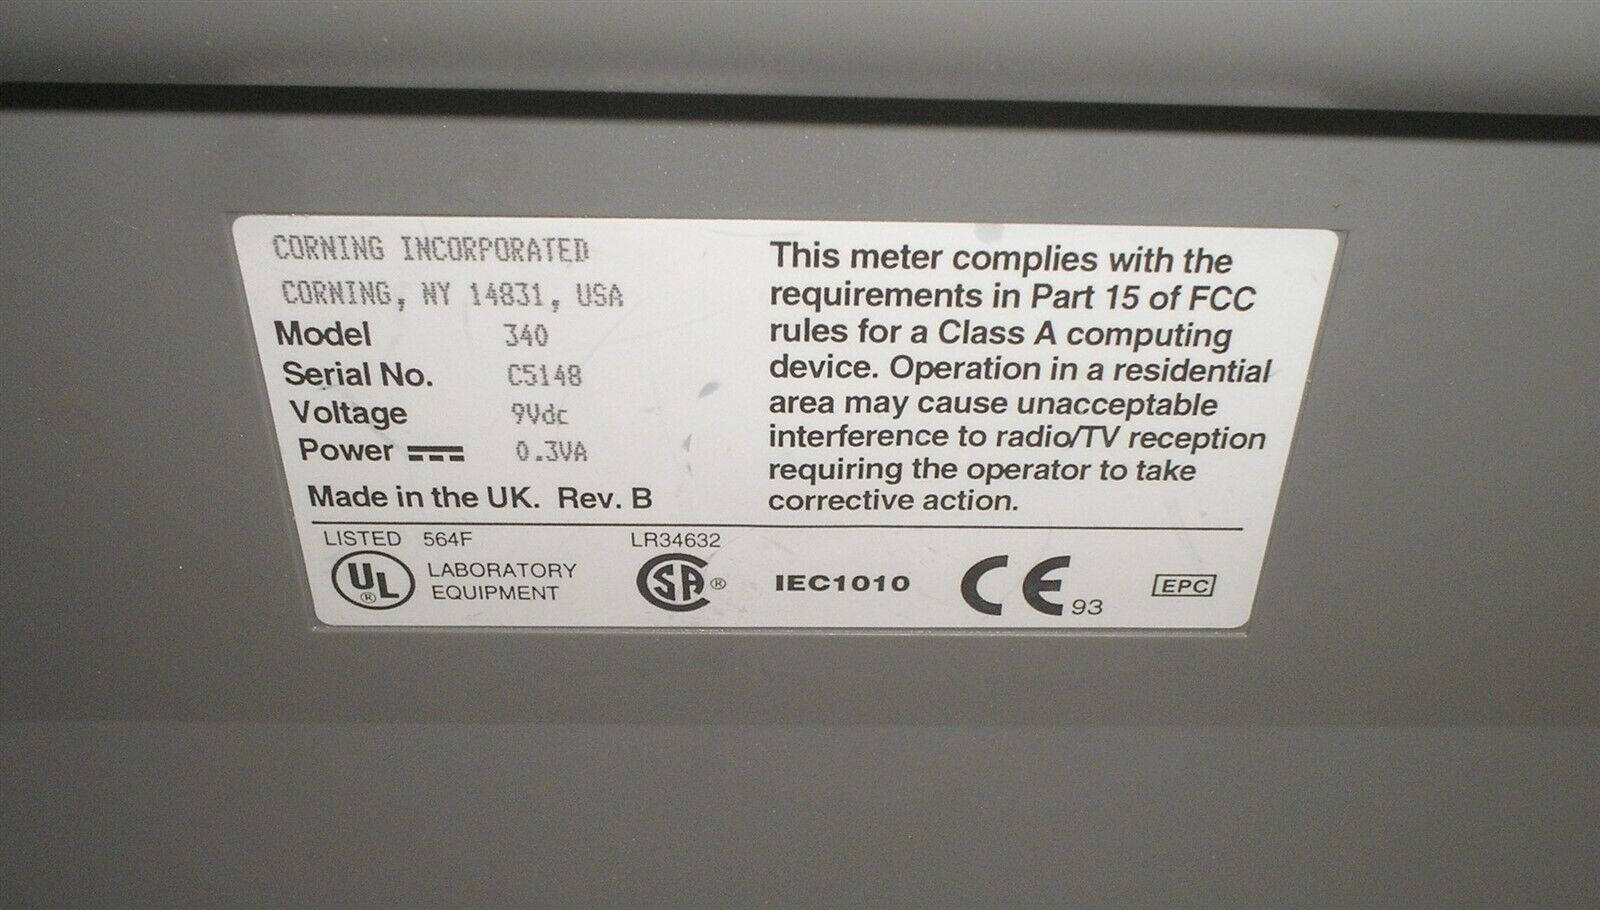 CORNING INCORPORATED
CORNING, NY 14831, USA
Model 340
Serial No. C5148
Voltage 9Vdc
Power 0.3VA
Made in the UK. Rev. B
This meter complies with the
requirements in Part 15 of FCC
rules for a Class A computing
device. Operation in a residential
area may cause unacceptable
interference to radio/TV reception
requiring the operator to take
corrective action.
LISTED 564F
UL ®
LABORATORY
EQUIPMENT
LR34632
SA ®
IEC1010
CE 93
EPC